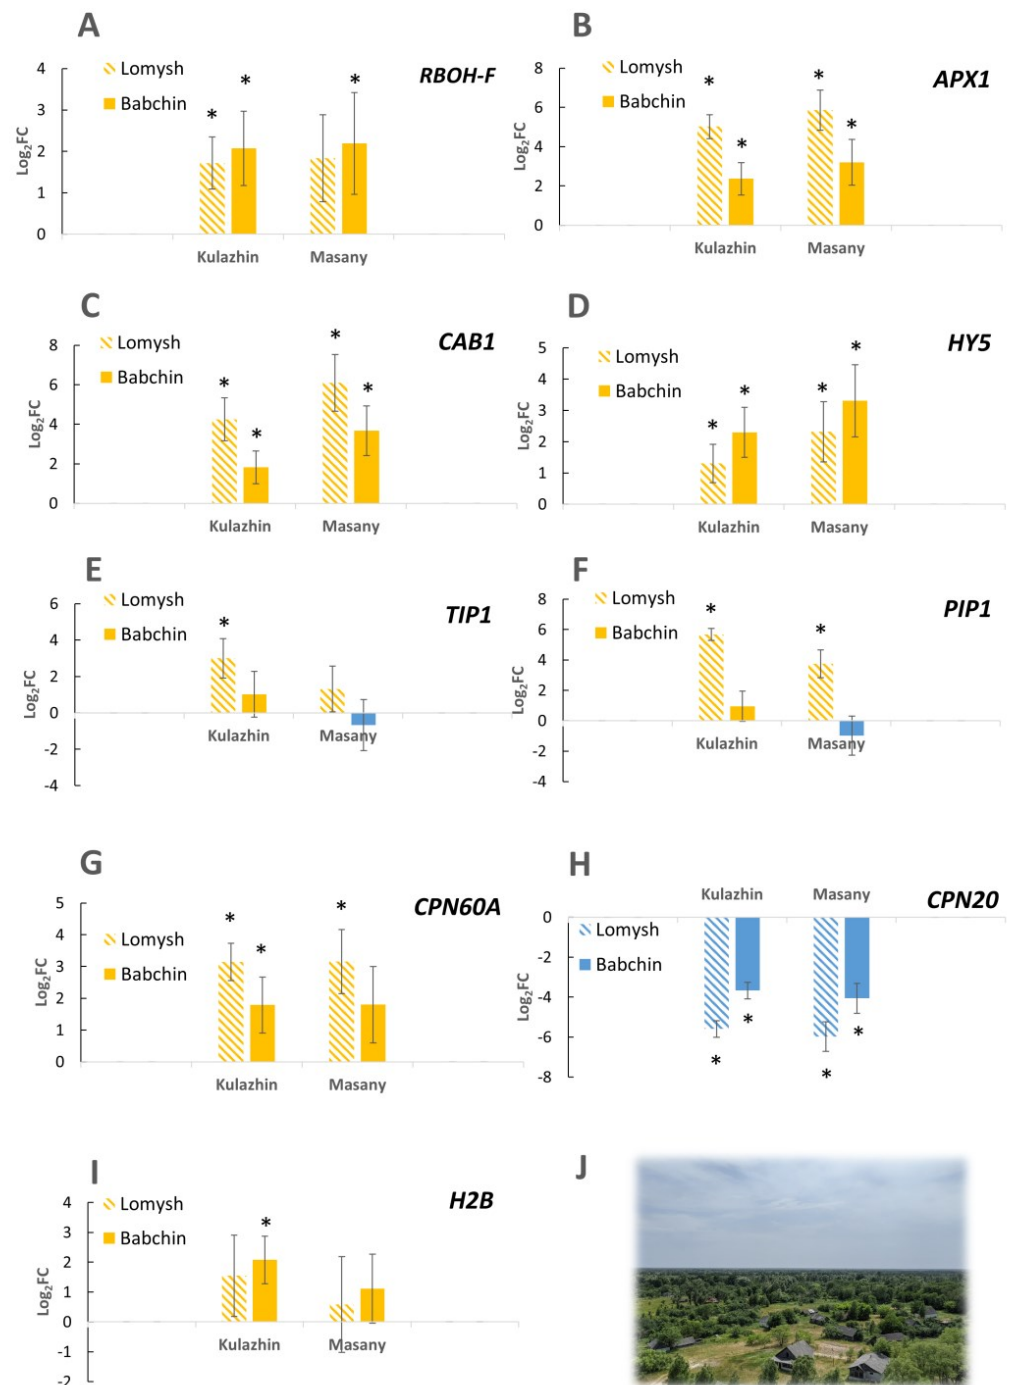 A
RBOH-F
Lomysh
Babchin
Log2FC
4
3
2
1
0
Kulazhin Masany
B
APX1
Lomysh
Babchin
Log2FC
8
6
4
2
0
* * * * * * *
Kulazhin Masany
C
CAB1
Lomysh
Babchin
Log2FC
8
6
4
2
0
* * * *
Kulazhin Masany
D
HY5
Lomysh
Babchin
Log2FC
5
4
3
2
1
0
* * * *
Kulazhin Masany
E
TIP1
Lomysh
Babchin
Log2FC
6
4
2
0
-2
-4
*
Kulazhin Masany
F
PIP1
Lomysh
Babchin
Log2FC
8
6
4
2
0
-2
-4
* *
Kulazhin Masany
G
CPN60A
Lomysh
Babchin
Log2FC
5
4
3
2
1
0
* * *
Kulazhin Masany
H
CPN20
Kulazhin Masany
Lomysh
Babchin
Log2FC
0
-2
-4
-6
-8
* * * *
I
H2B
Lomysh
Babchin
Log2FC
4
3
2
1
0
-1
-2
*
Kulazhin Masany
J